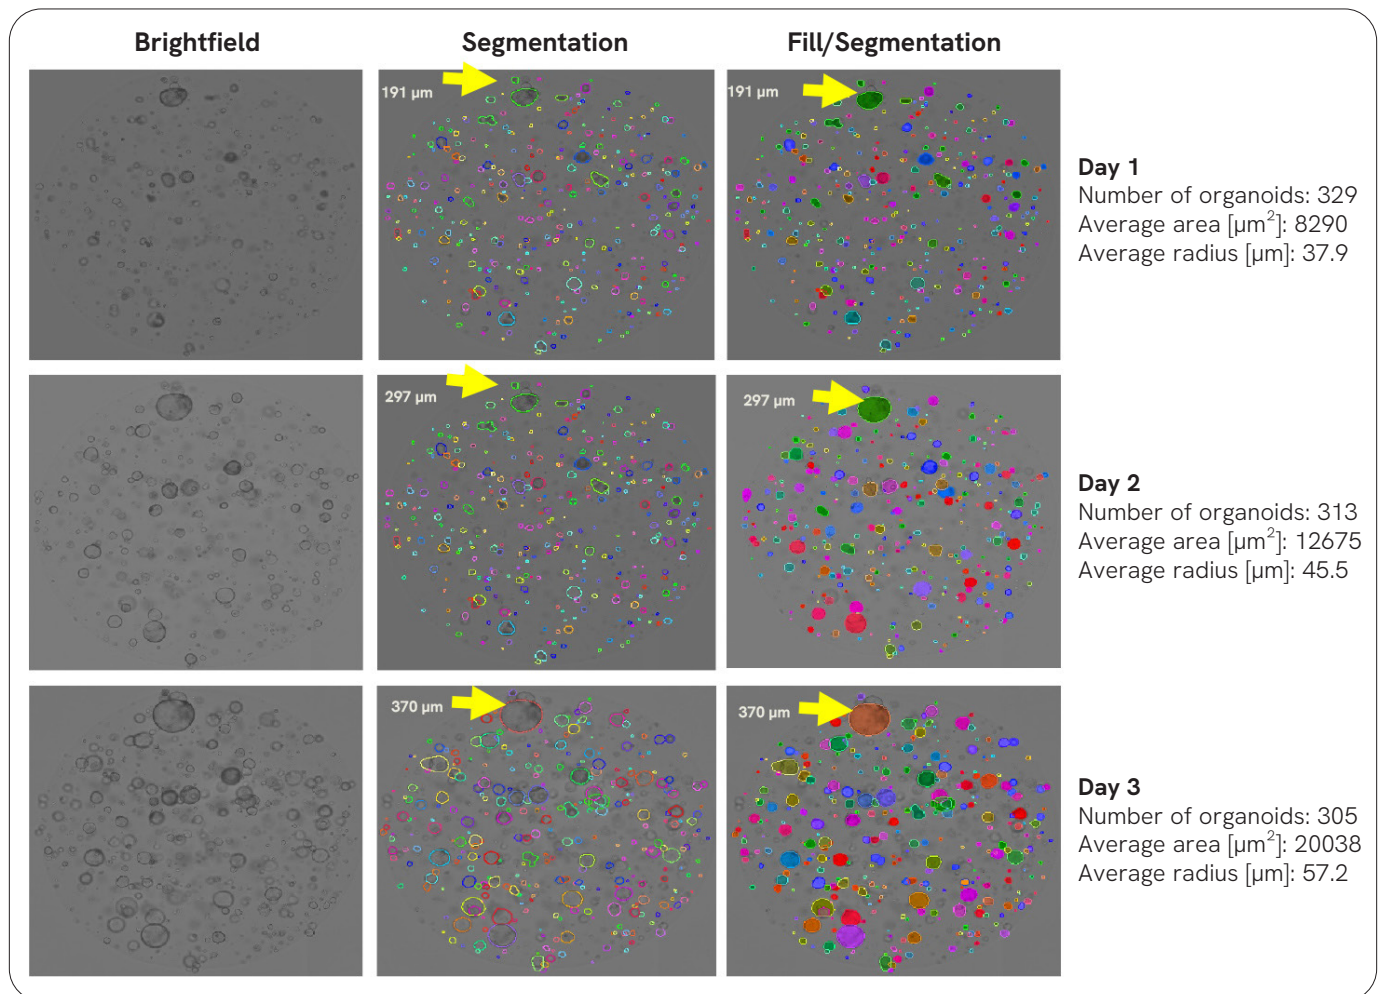 Brightfield
Segmentation
Fill/Segmentation
191 µm
191 µm
Day 1
Number of organoids: 329
Average area [µm²]: 8290
Average radius [µm]: 37.9
297 µm
297 µm
Day 2
Number of organoids: 313
Average area [µm²]: 12675
Average radius [µm]: 45.5
370 µm
370 µm
Day 3
Number of organoids: 305
Average area [µm²]: 20038
Average radius [µm]: 57.2